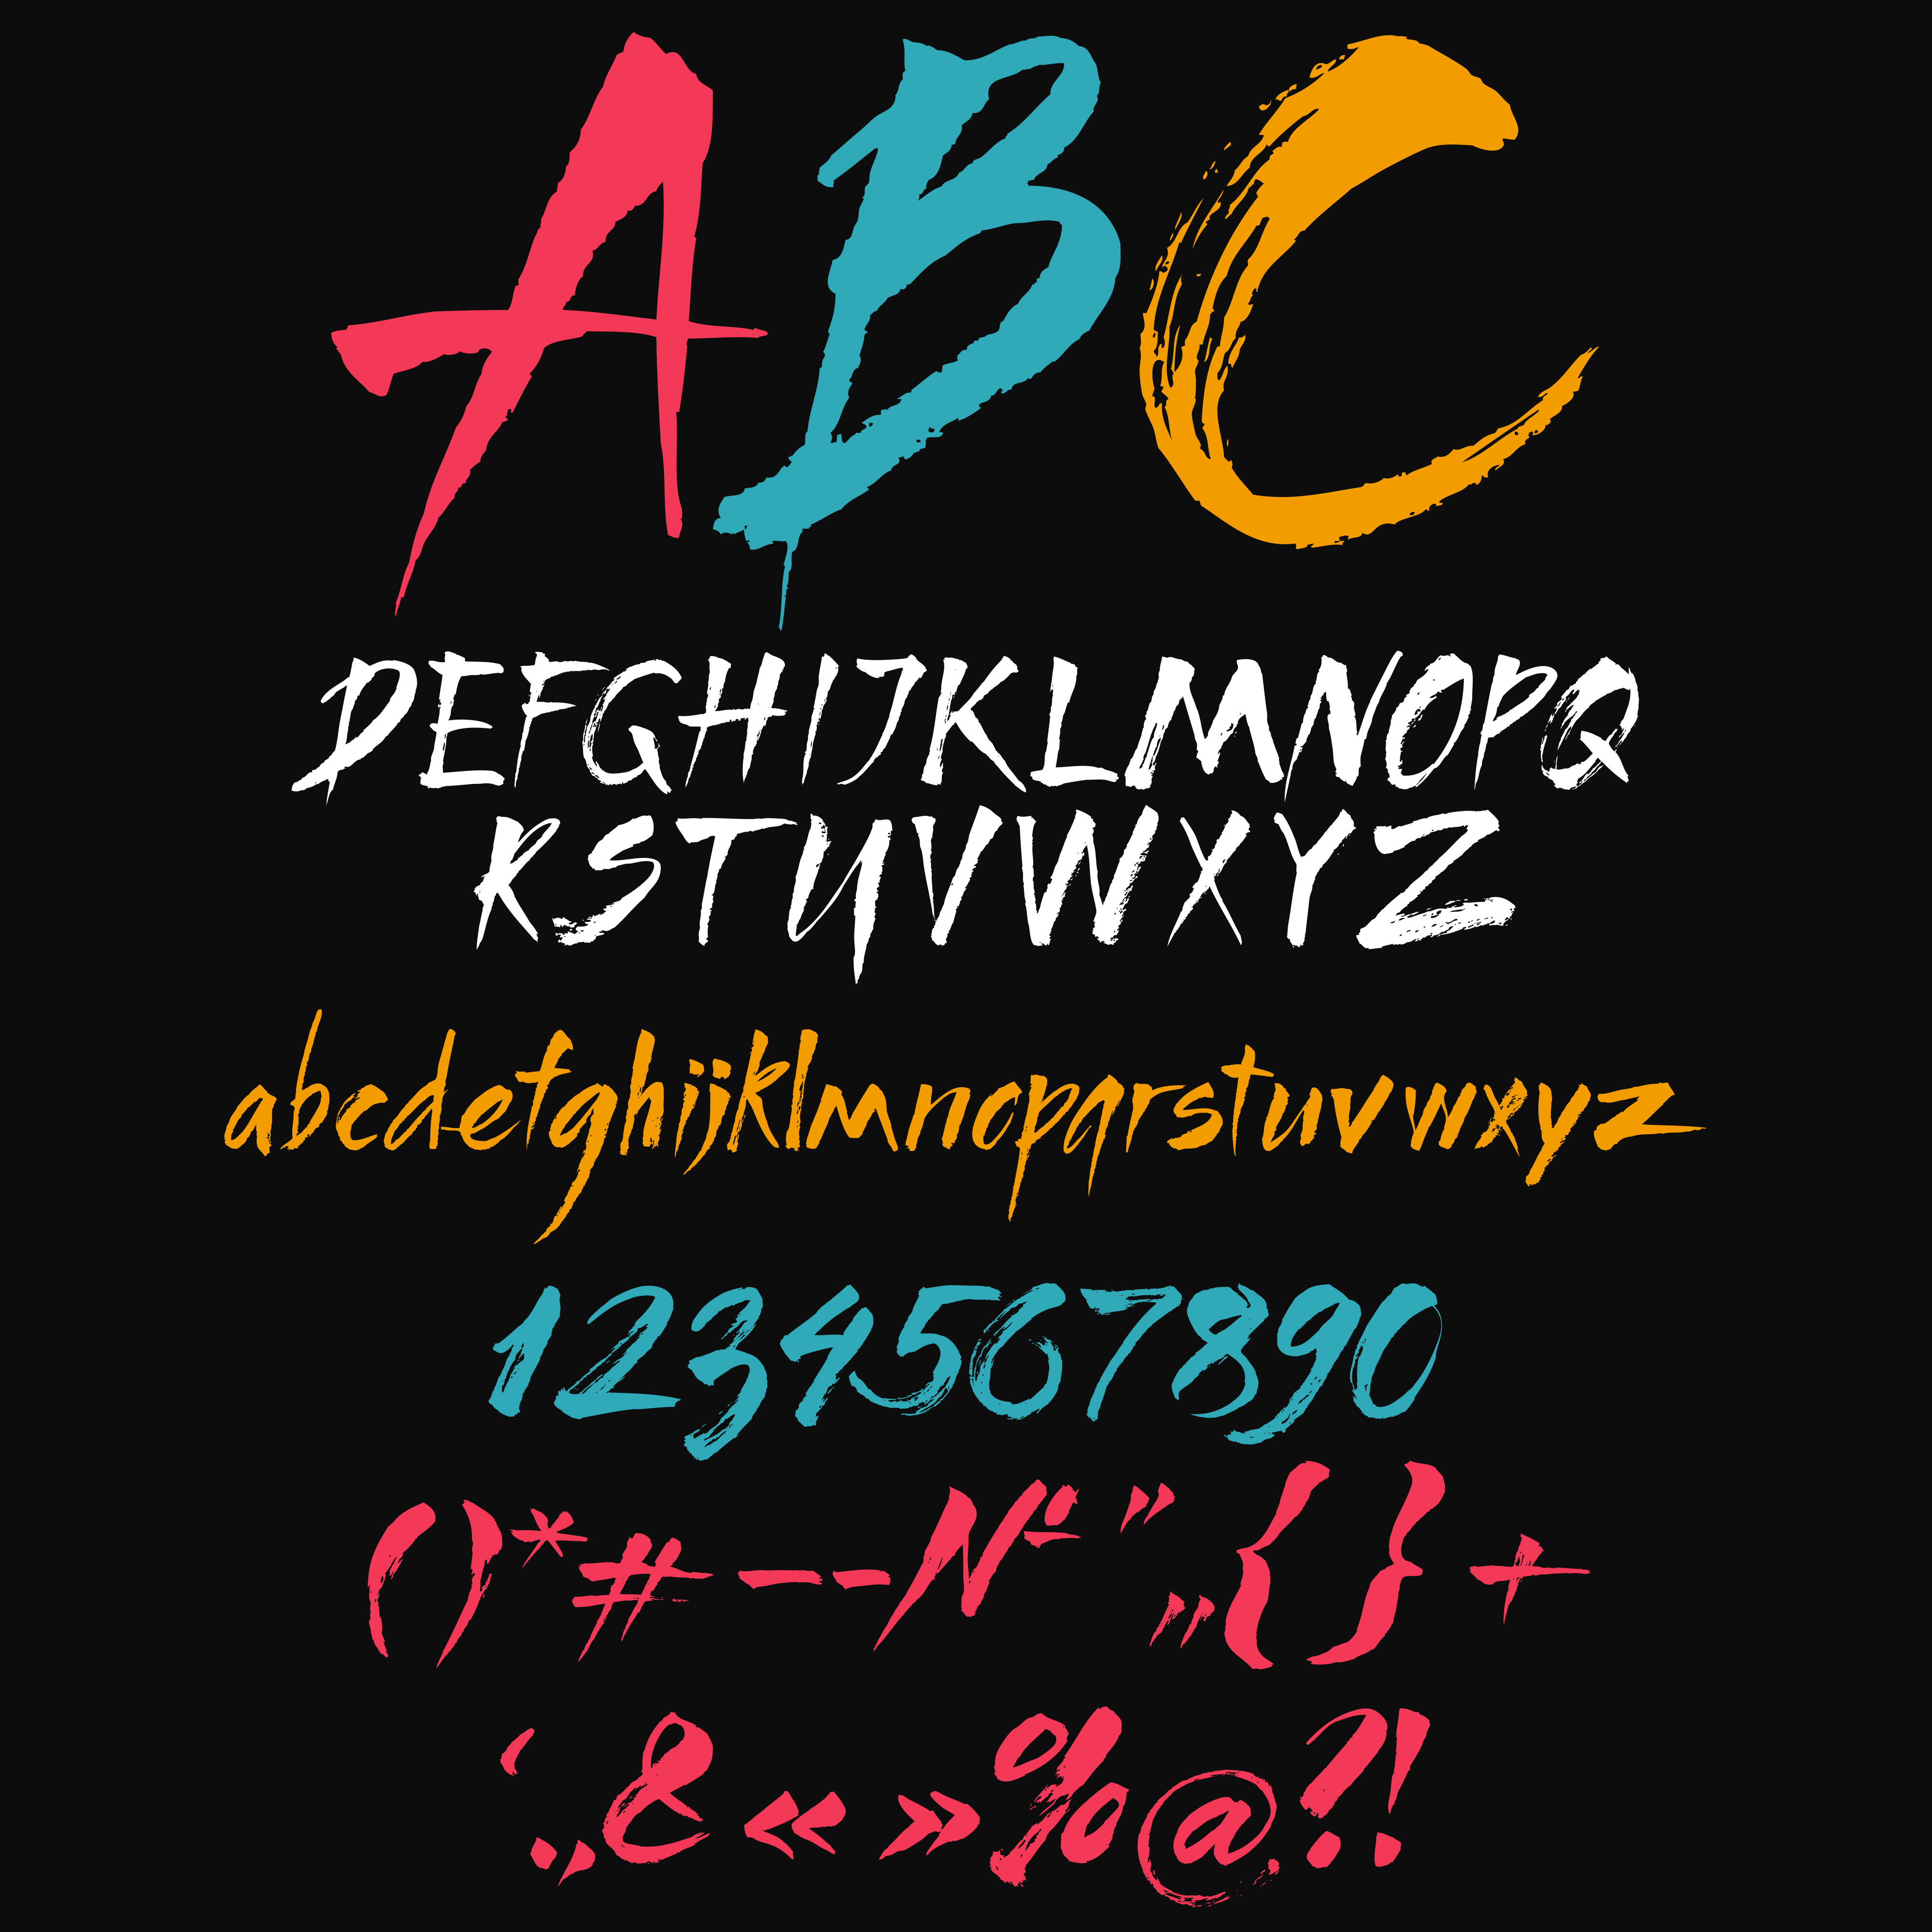 ABC
DEFGHIJKLMNOPQ
RSTUVWXYZ
abcdefghijklmnopqrstuvwxyz
1234567890
()*#—–№”„{}+
‘.,&«»%@?!